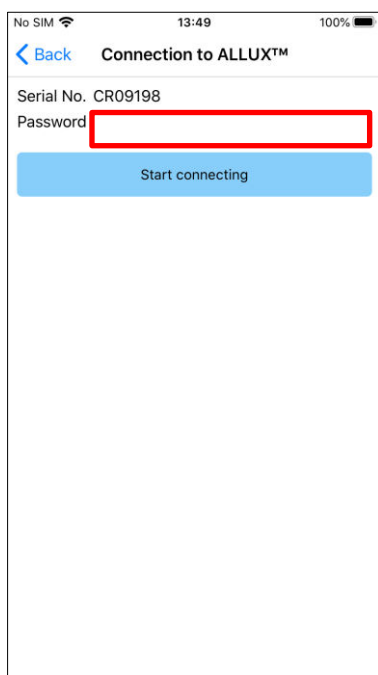 No SIM 13:49 100%
Back Connection to ALLUX™
Serial No. CR09198
Password
Start connecting